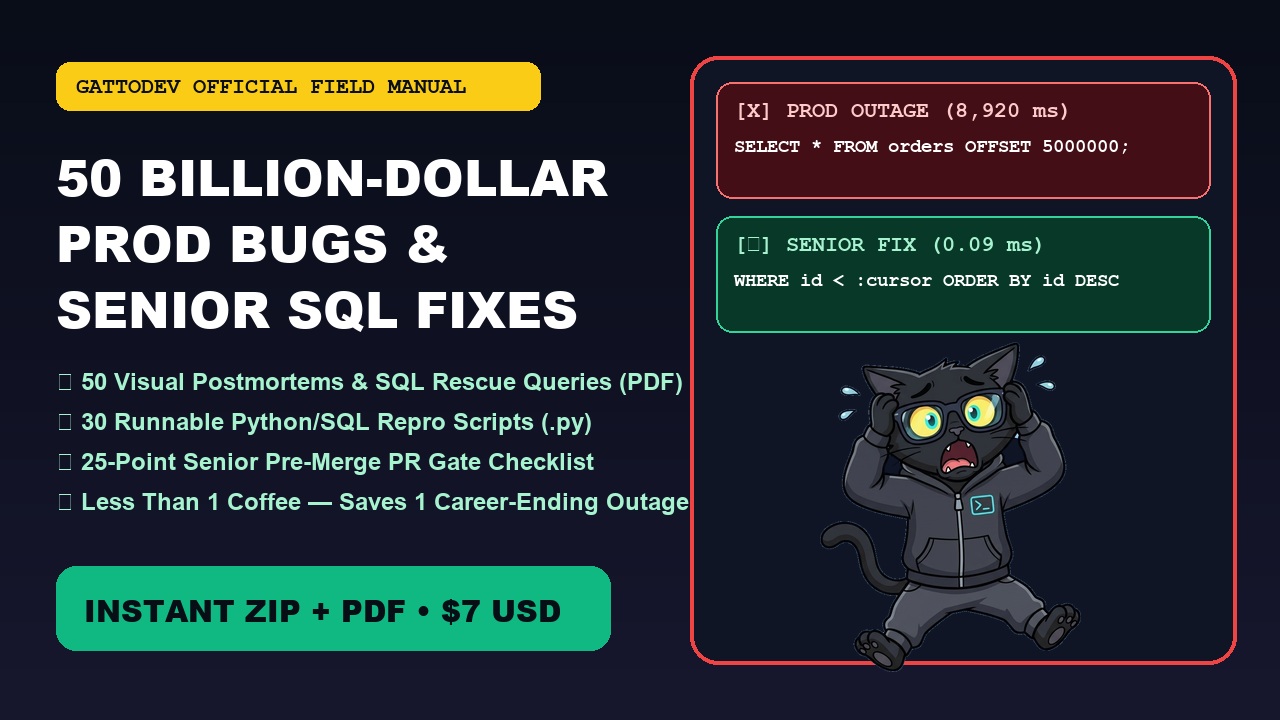 GATTODEV OFFICIAL FIELD MANUAL
50 BILLION-DOLLAR
PROD BUGS &
SENIOR SQL FIXES
▯ 50 Visual Postmortems & SQL Rescue Queries (PDF)
▯ 30 Runnable Python/SQL Repro Scripts (.py)
▯ 25-Point Senior Pre-Merge PR Gate Checklist
▯ Less Than 1 Coffee — Saves 1 Career-Ending Outage
INSTANT ZIP + PDF • $7 USD
[X] PROD OUTAGE (8,920 ms)
SELECT * FROM orders OFFSET 5000000;
[▯] SENIOR FIX (0.09 ms)
WHERE id < :cursor ORDER BY id DESC
>_